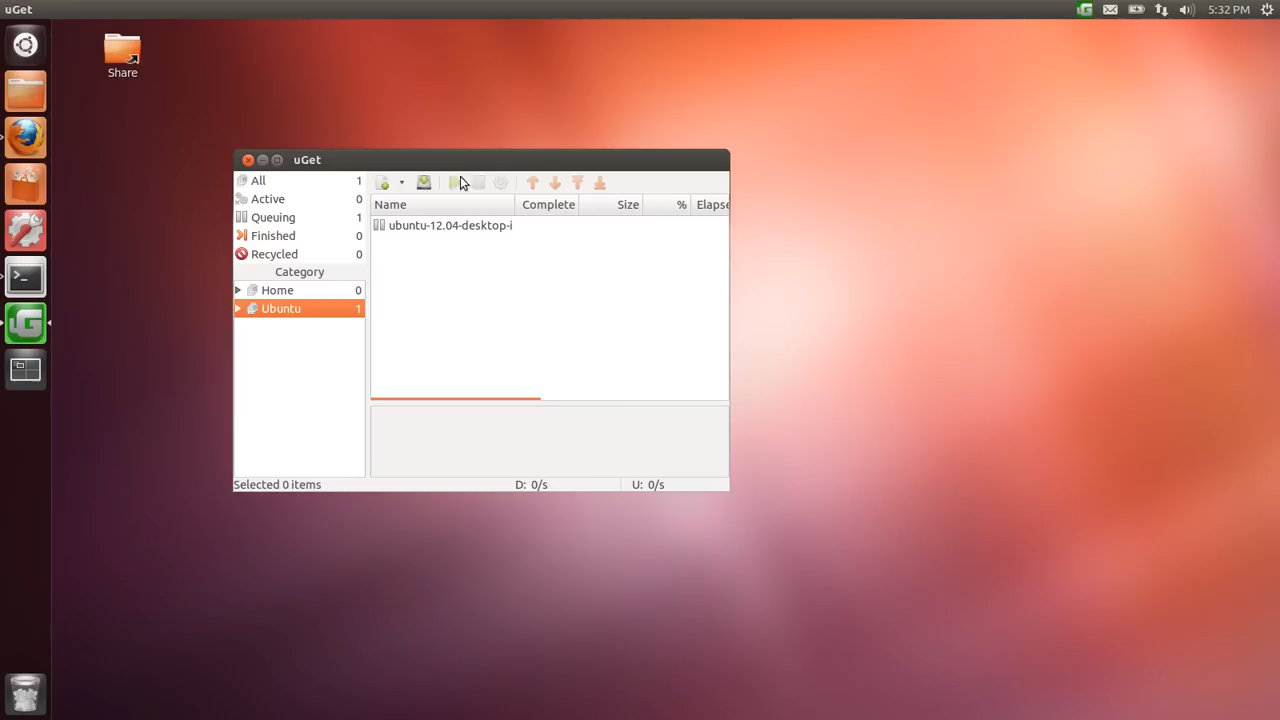 uGet
5:32 PM
Share
uGet
All 1
Active 0
Queuing 1
Finished 0
Recycled 0
Category
Home 0
Ubuntu 1
Name Complete Size % Elapse
ubuntu-12.04-desktop-i
Selected 0 items D: 0/s U: 0/s